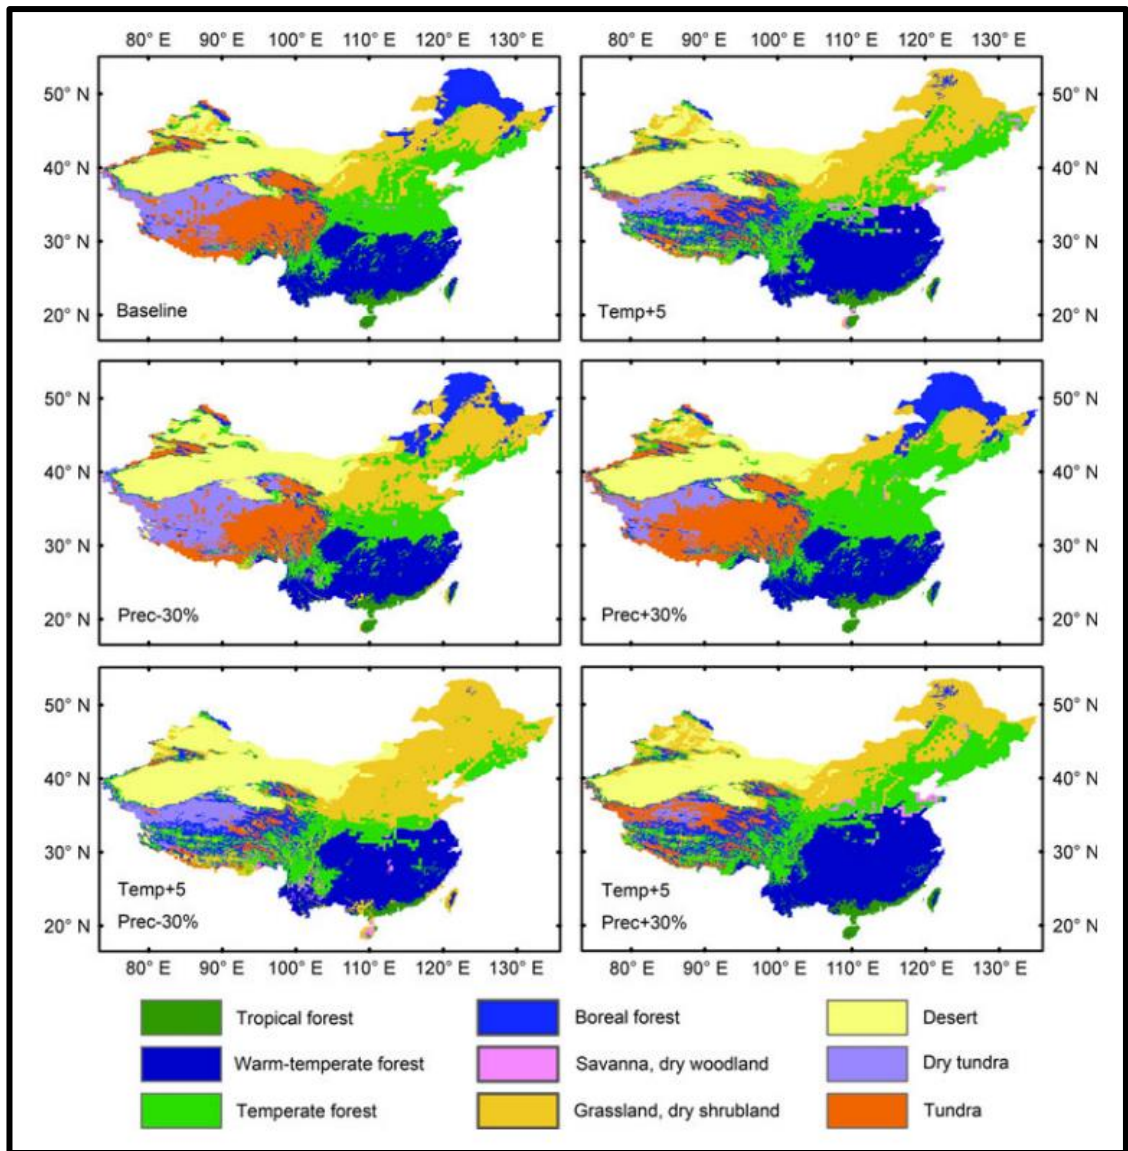 80° E 90° E 100° E 110° E 120° E 130° E 80° E 90° E 100° E 110° E 120° E 130° E
50° N 50° N
40° N 40° N
30° N 30° N
Baseline Temp+5
20° N 20° N
50° N 50° N
40° N 40° N
30° N 30° N
Prec-30% Prec+30%
20° N 20° N
50° N 50° N
40° N 40° N
30° N 30° N
Temp+5 Temp+5
20° N Prec-30% Prec+30% 20° N
80° E 90° E 100° E 110° E 120° E 130° E 80° E 90° E 100° E 110° E 120° E 130° E
Tropical forest Boreal forest Desert
Warm-temperate forest Savanna, dry woodland Dry tundra
Temperate forest Grassland, dry shrubland Tundra